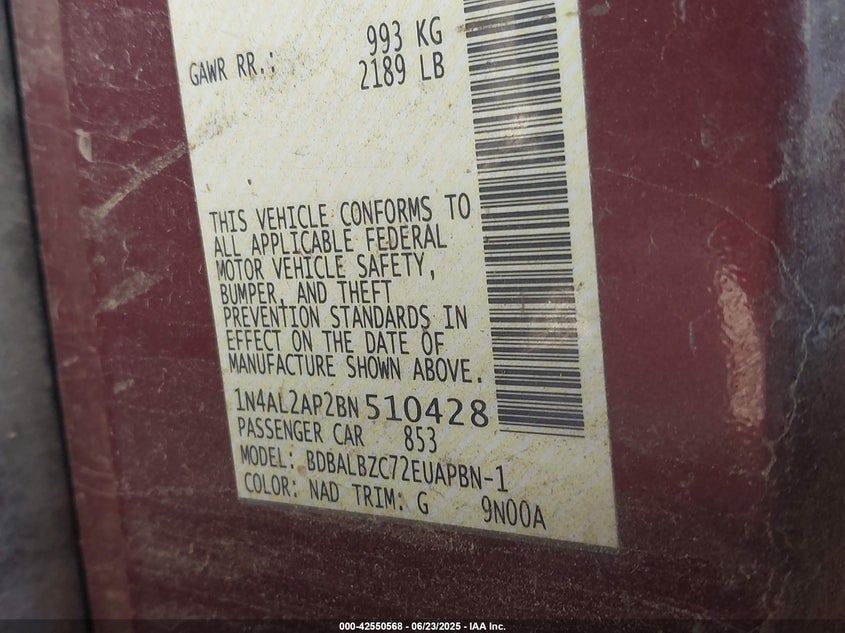 GAWR RR.: 993 KG
2189 LB
THIS VEHICLE CONFORMS TO
ALL APPLICABLE FEDERAL
MOTOR VEHICLE SAFETY,
BUMPER, AND THEFT
PREVENTION STANDARDS IN
EFFECT ON THE DATE OF
MANUFACTURE SHOWN ABOVE.
1N4AL2AP2BN510428
PASSENGER CAR 853
MODEL: BDBALBZC72EUAPBN-1
COLOR: NAD TRIM: G 9N00A
000-42550568 - 06/23/2025 - IAA Inc.